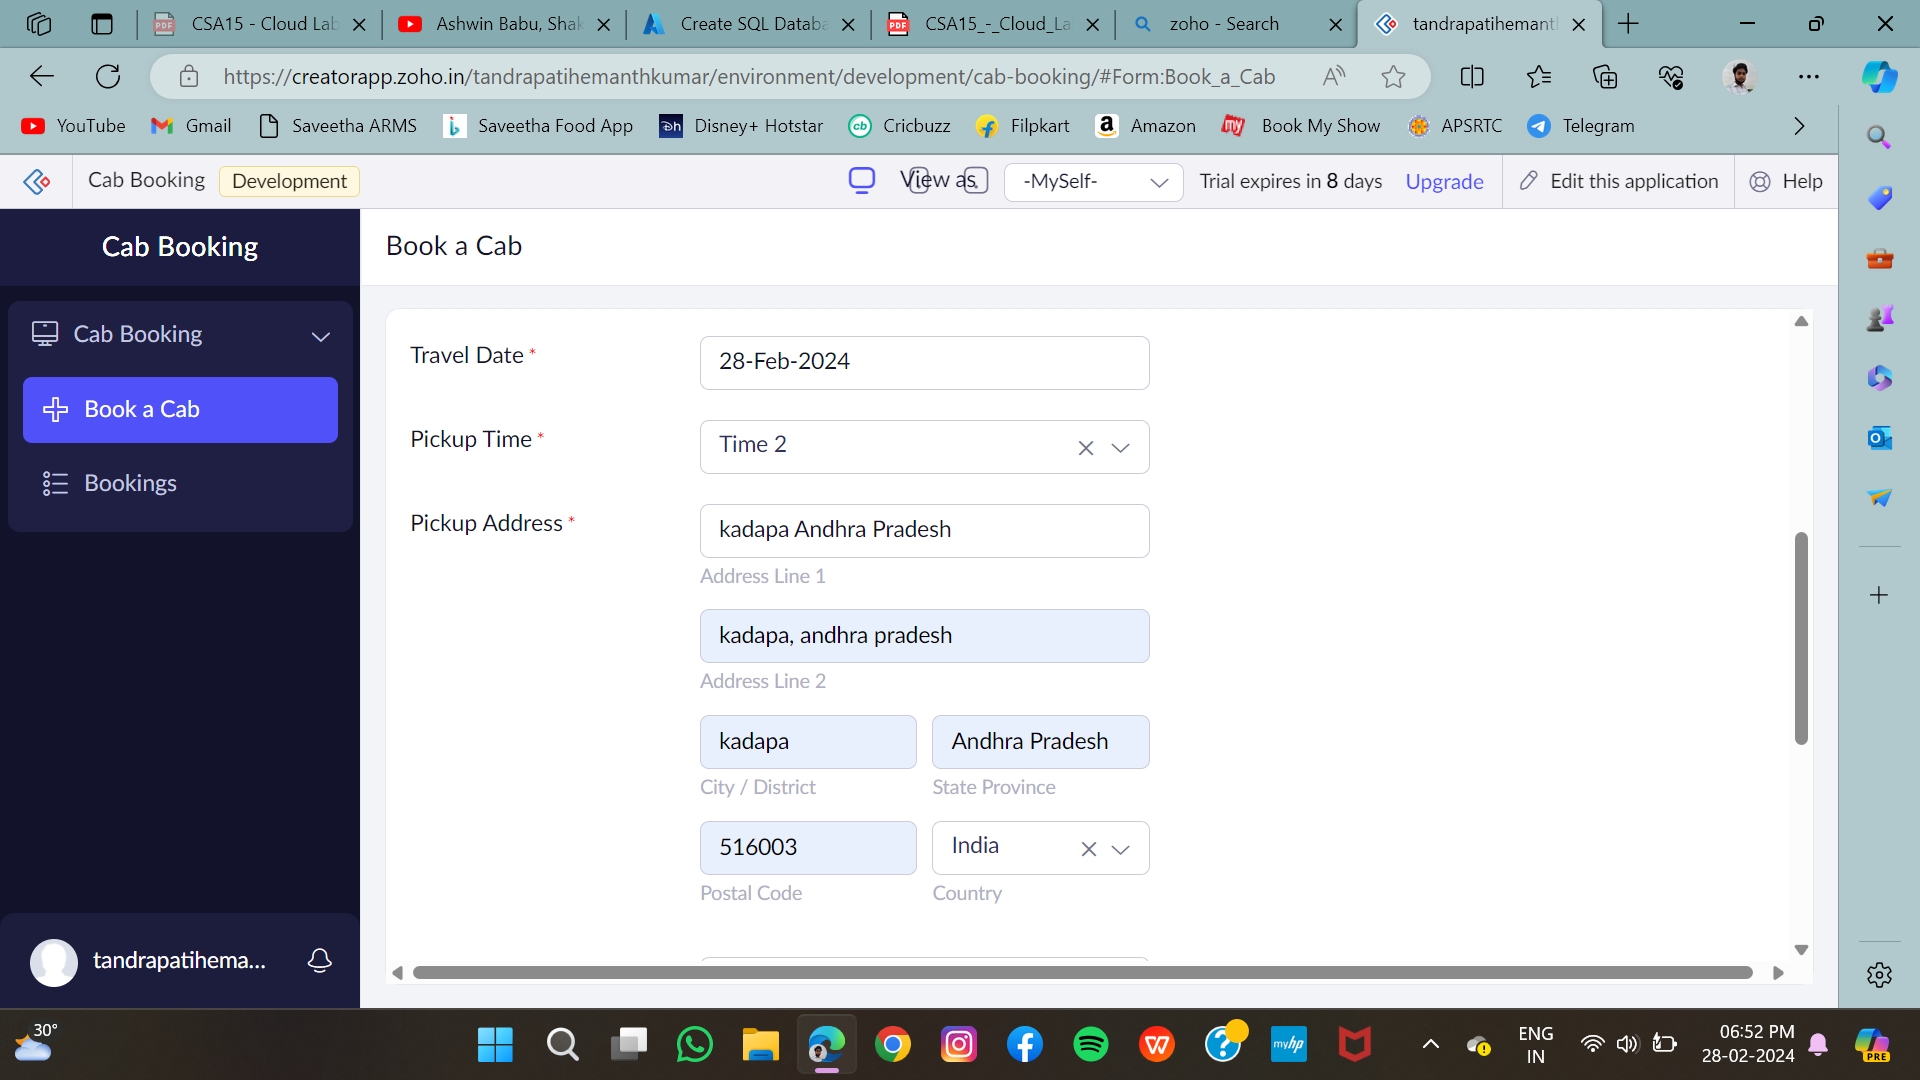 CSA15 - Cloud Lab
Ashwin Babu, Shak
Create SQL Databa
CSA15_-_Cloud_La
zoho - Search
tandrapatihemanth
https://creatorapp.zoho.in/tandrapatihemanthkumar/environment/development/cab-booking/#Form:Book_a_Cab
YouTube
Gmail
Saveetha ARMS
Saveetha Food App
Disney+ Hotstar
Cricbuzz
Filpkart
Amazon
Book My Show
APSRTC
Telegram
Cab Booking
Development
View as
-MySelf-
Trial expires in 8 days
Upgrade
Edit this application
Help
Cab Booking
Book a Cab
Cab Booking
Book a Cab
Bookings
Travel Date *
28-Feb-2024
Pickup Time *
Time 2
Pickup Address *
kadapa Andhra Pradesh
Address Line 1
kadapa, andhra pradesh
Address Line 2
kadapa
Andhra Pradesh
City / District
State Province
516003
India
Postal Code
Country
tandrapatihema...
30°
ENG
IN
06:52 PM
28-02-2024